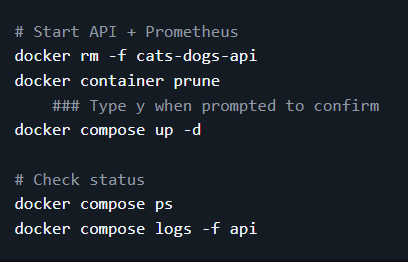 # Start API + Prometheus
docker rm -f cats-dogs-api
docker container prune
    ### Type y when prompted to confirm
docker compose up -d

# Check status
docker compose ps
docker compose logs -f api